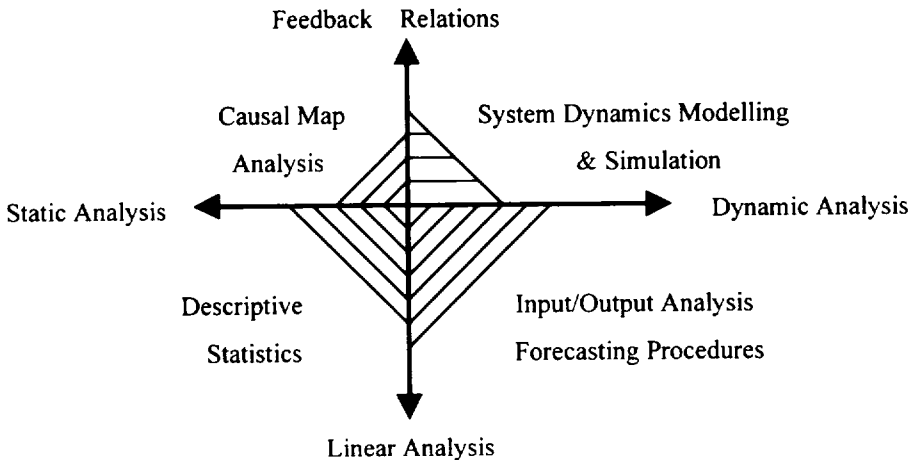 Feedback Relations
Causal Map
Analysis
System Dynamics Modelling
& Simulation
Static Analysis
Dynamic Analysis
Descriptive
Statistics
Input/Output Analysis
Forecasting Procedures
Linear Analysis